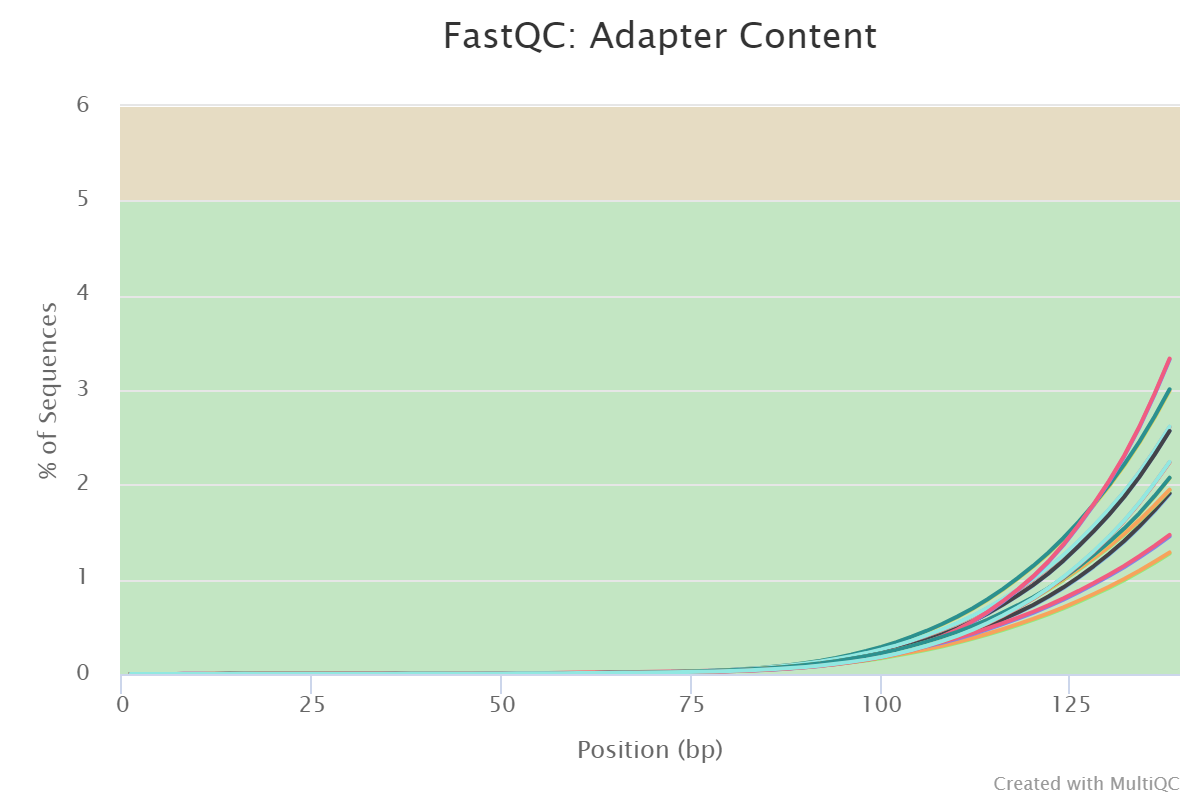 FastQC: Adapter Content
6
5
4
3
2
1
0
% of Sequences
0 25 50 75 100 125
Position (bp)
Created with MultiQC